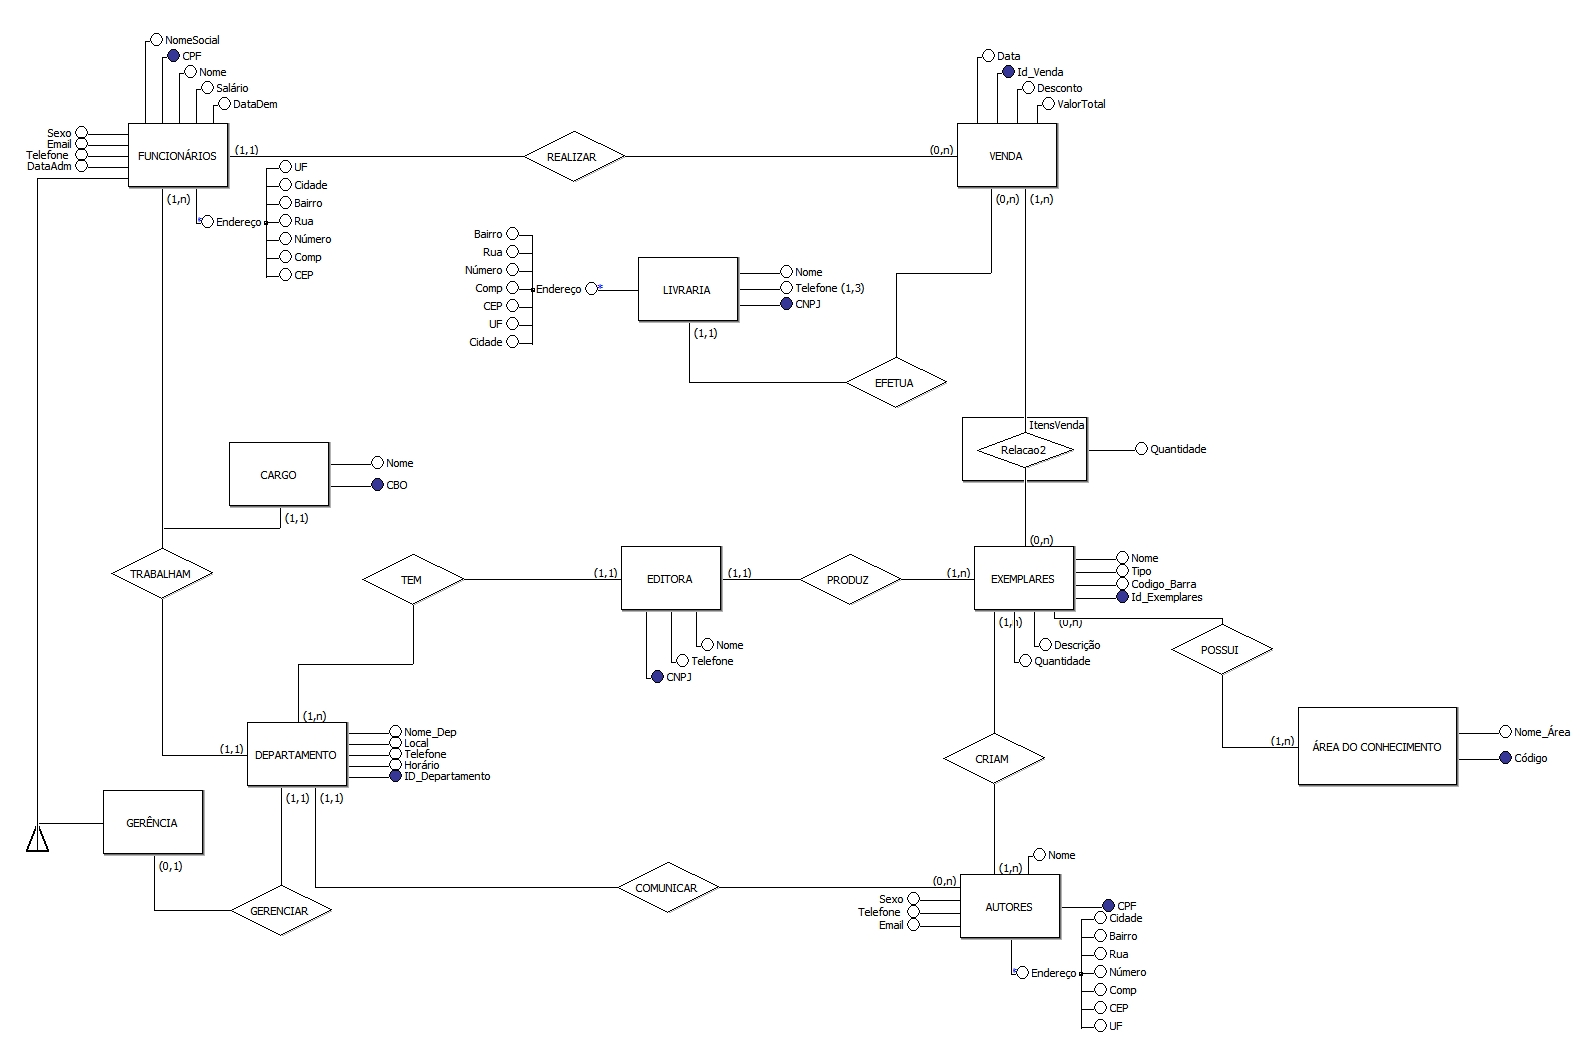 NomeSocial
CPF
Nome
Salário
DataDem
Sexo
Email
Telefone
DataAdm
FUNCIONÁRIOS
(1,1)
REALIZAR
(0,n)
Data
Id_Venda
Desconto
ValorTotal
VENDA
(1,n)
Endereço
UF
Cidade
Bairro
Rua
Número
Comp
CEP
(0,n)
(1,n)
Bairro
Rua
Número
Comp
CEP
UF
Cidade
Endereço
LIVRARIA
Nome
Telefone (1,3)
CNPJ
(1,1)
EFETUA
ItensVenda
Relacao2
Quantidade
CARGO
Nome
CBO
(1,1)
TRABALHAM
TEM
(1,1)
EDITORA
(1,1)
PRODUZ
(1,n)
(0,n)
EXEMPLARES
Nome
Tipo
Codigo_Barra
Id_Exemplares
(1,n)
(0,n)
Descrição
Quantidade
Nome
Telefone
CNPJ
POSSUI
(1,n)
ÁREA DO CONHECIMENTO
Nome_Área
Código
(1,n)
(1,1)
DEPARTAMENTO
Nome_Dep
Local
Telefone
Horário
ID_Departamento
(1,1)
(1,1)
CRIAM
GERÊNCIA
(0,1)
GERENCIAR
COMUNICAR
(0,n)
(1,n)
Nome
Sexo
Telefone
Email
AUTORES
CPF
Endereço
Cidade
Bairro
Rua
Número
Comp
CEP
UF